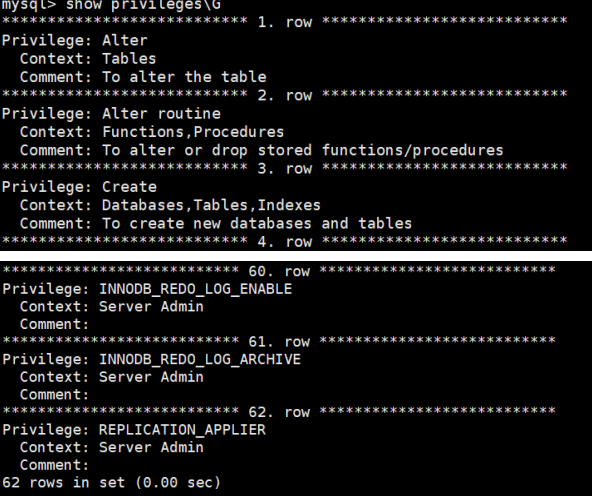 mysql> show privileges\G
*************************** 1. row ***************************
Privilege: Alter
  Context: Tables
  Comment: To alter the table
*************************** 2. row ***************************
Privilege: Alter routine
  Context: Functions,Procedures
  Comment: To alter or drop stored functions/procedures
*************************** 3. row ***************************
Privilege: Create
  Context: Databases,Tables,Indexes
  Comment: To create new databases and tables
*************************** 4. row ***************************
*************************** 60. row ***************************
Privilege: INNODB_REDO_LOG_ENABLE
  Context: Server Admin
  Comment:
*************************** 61. row ***************************
Privilege: INNODB_REDO_LOG_ARCHIVE
  Context: Server Admin
  Comment:
*************************** 62. row ***************************
Privilege: REPLICATION_APPLIER
  Context: Server Admin
  Comment:
62 rows in set (0.00 sec)